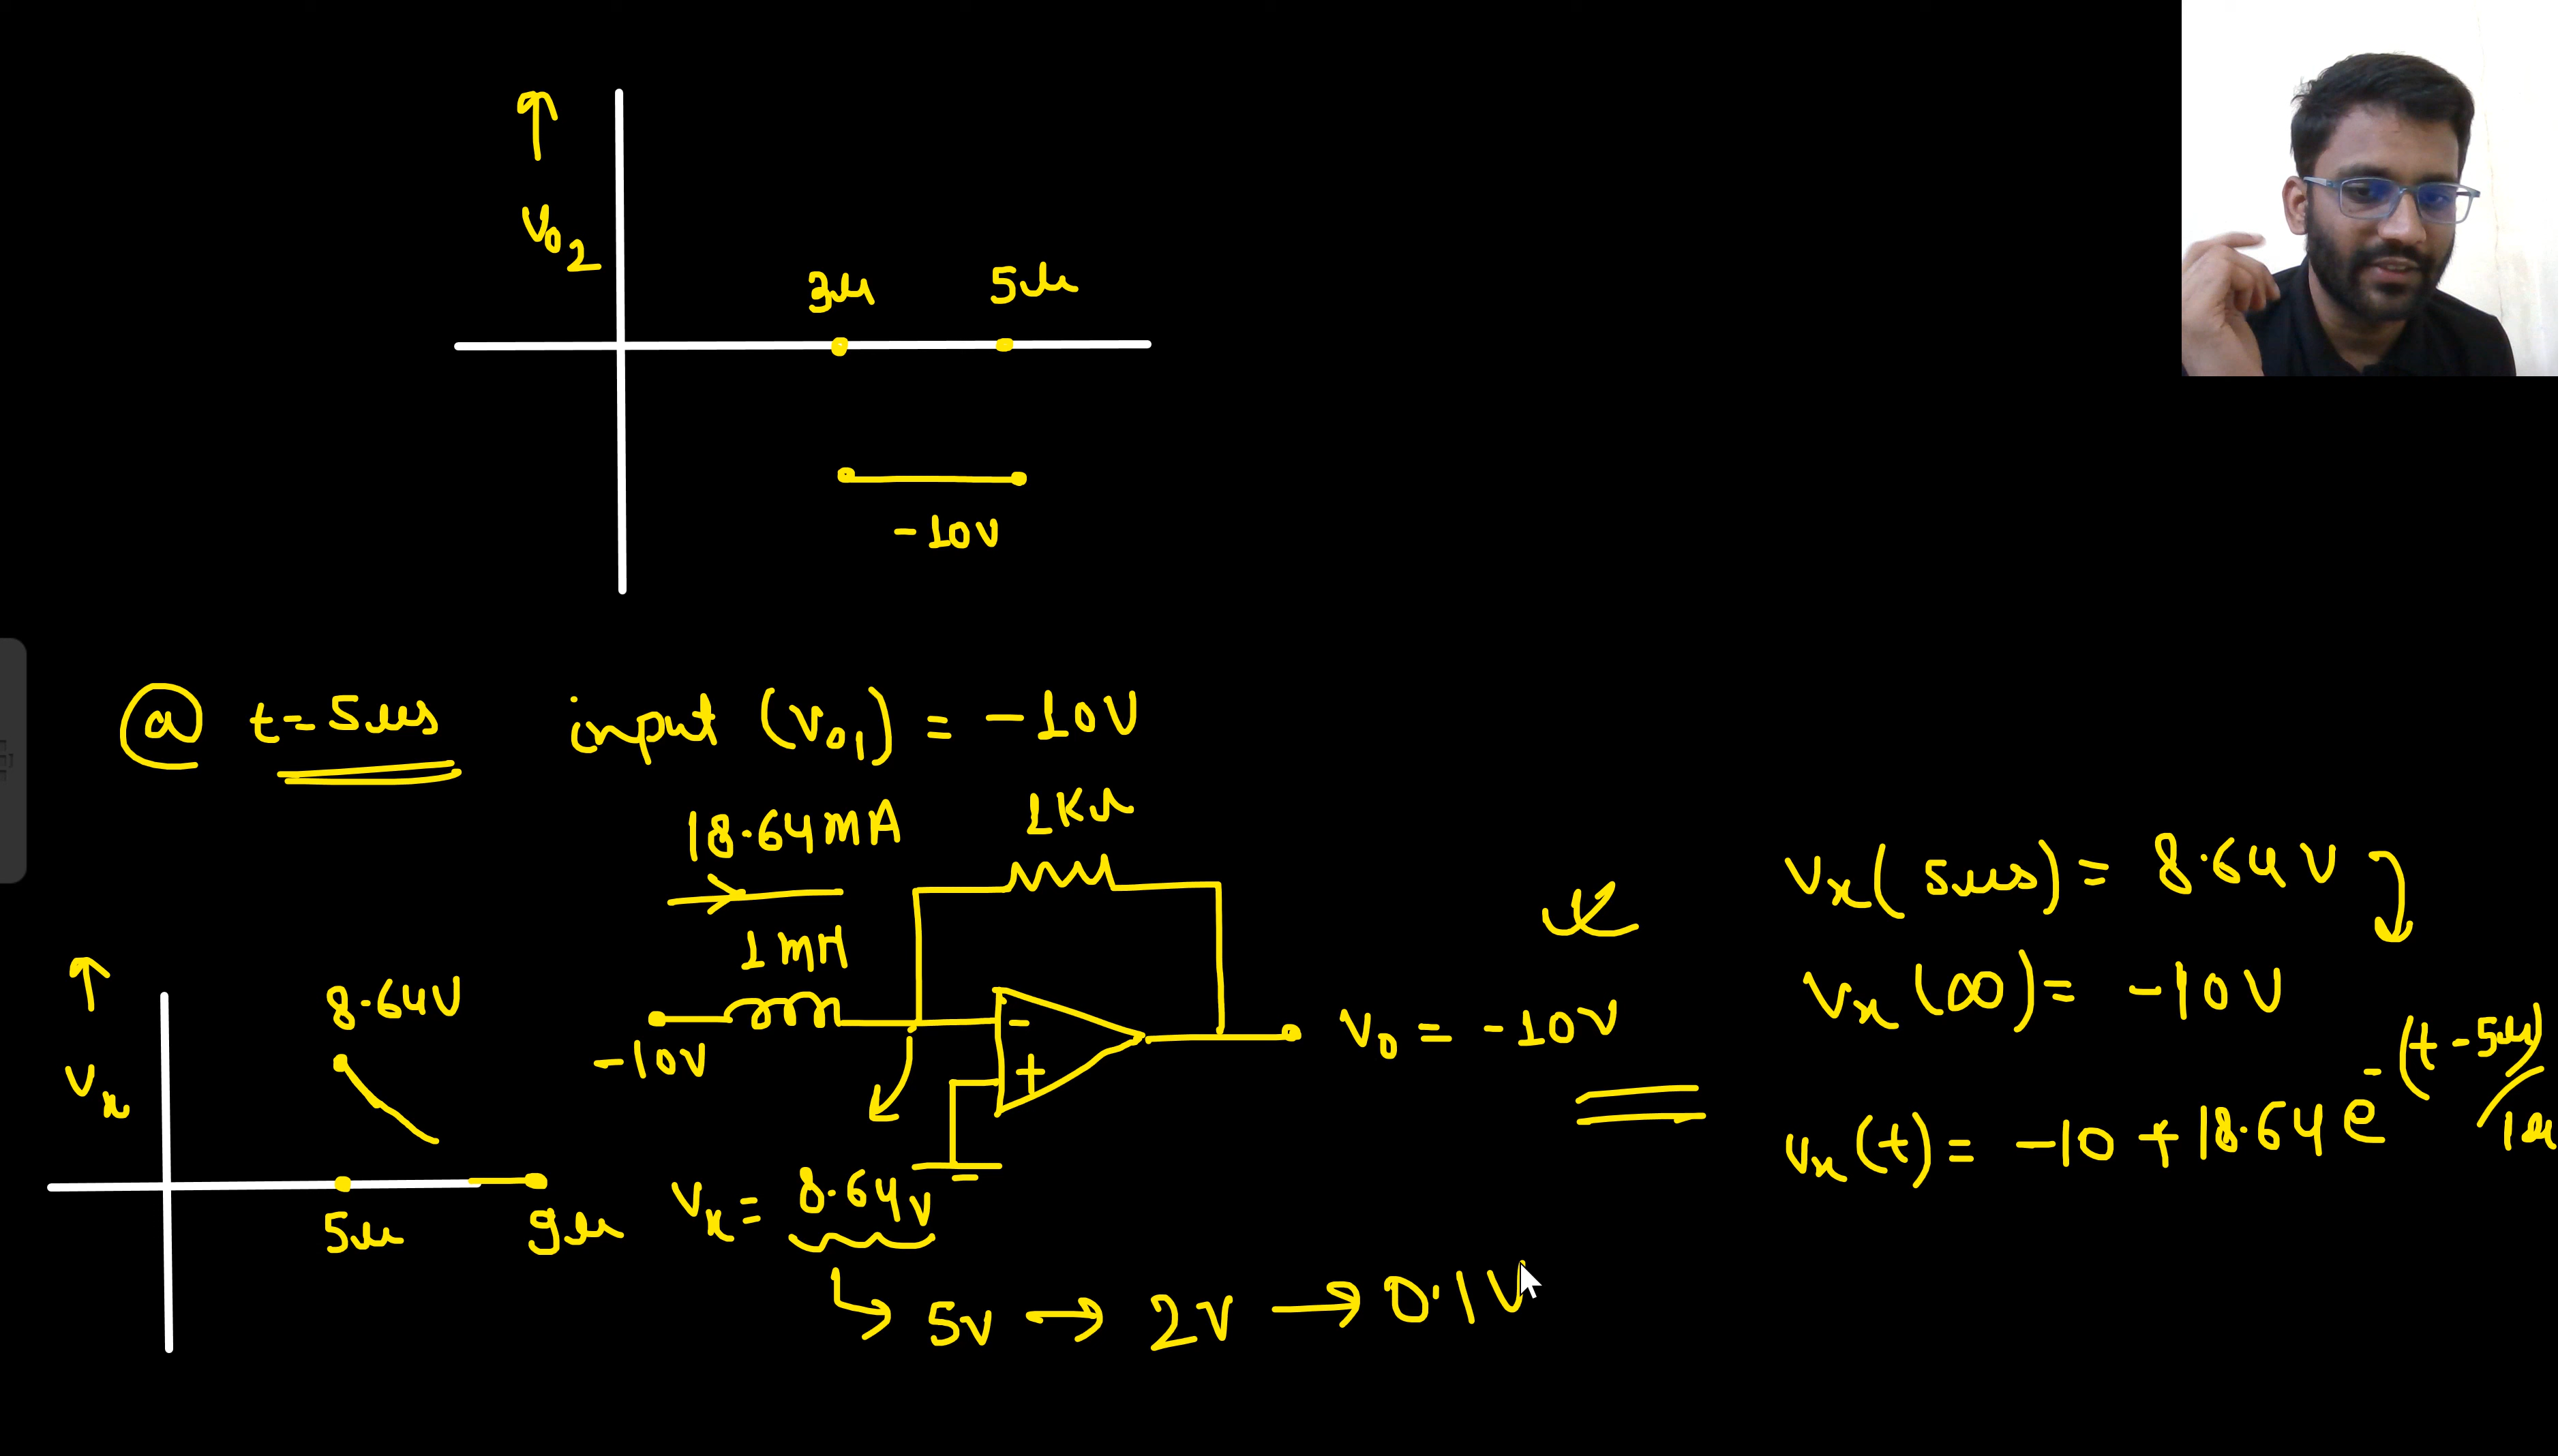 V₀₂
3μ 5μ
-10V
@ t=5μs input (V₀₁) = -10V
18.64mA 1KΩ
1mH
-10V
- +
V₀ = -10V
Vₓ = 8.64V
5V → 2V → 0.1V
Vₓ
8.64V
5μ 9μ
Vₓ(5μs) = 8.64V
Vₓ(∞) = -10V
Vₓ(t) = -10 + 18.64 e^-(t-5μ)/1μ